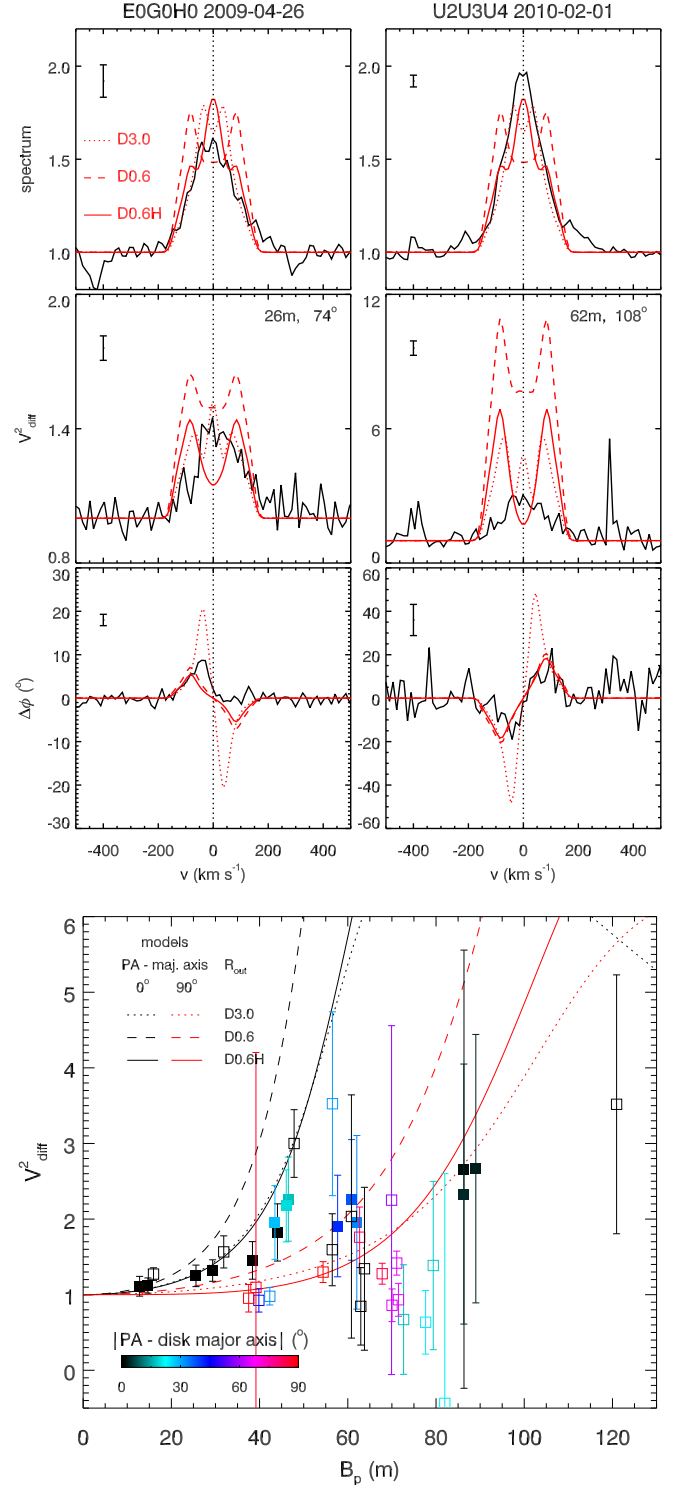 E0G0H0 2009-04-26
U2U3U4 2010-02-01
2.0
1.5
1.0
spectrum
D3.0
D0.6
D0.6H
2.0
1.5
1.0
2.0
1.4
0.8
V²diff
26m, 74°
12
6
0
62m, 108°
30
20
10
0
-10
-20
-30
Δϕ (°)
60
40
20
0
-20
-40
-60
-400 -200 0 200 400
v (km s⁻¹)
-400 -200 0 200 400
v (km s⁻¹)
6
5
4
3
2
1
0
V²diff
models
PA - maj. axis Rout
0° 90°
D3.0
D0.6
D0.6H
|PA - disk major axis| (°)
0 30 60 90
0 20 40 60 80 100 120
Bp (m)